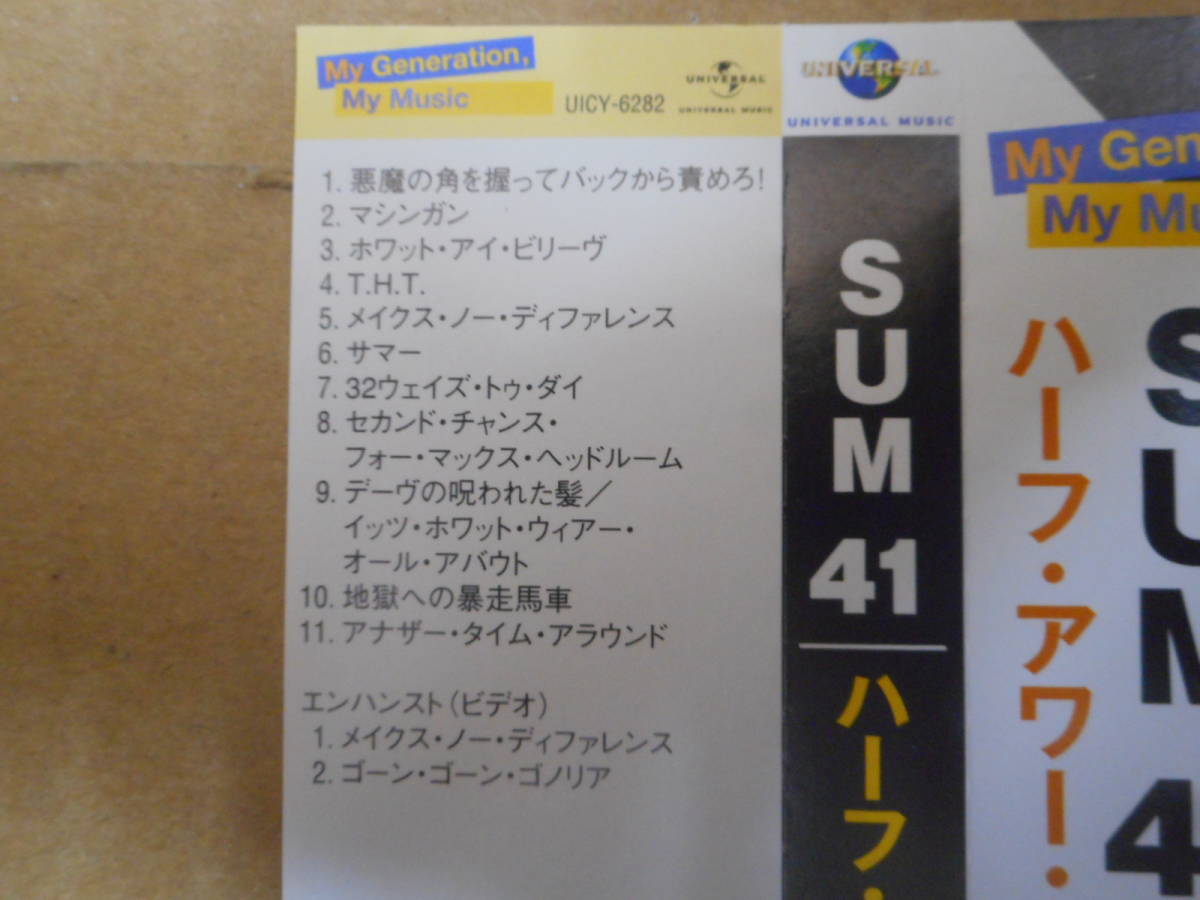 My Generation,
My Music
UICY-6282
UNIVERSAL
UNIVERSAL MUSIC
1. 悪魔の角を握ってバックから責めろ!
2. マシンガン
3. ホワット・アイ・ビリーヴ
4. T.H.T.
5. メイクス・ノー・ディファレンス
6. サマー
7. 32ウェイズ・トゥ・ダイ
8. セカンド・チャンス・
フォー・マックス・ヘッドルーム
9. デーヴの呪われた髪/
イッツ・ホワット・ウィアー・
オール・アバウト
10. 地獄への暴走馬車
11. アナザー・タイム・アラウンド
エンハンスト(ビデオ)
1. メイクス・ノー・ディファレンス
2. ゴーン・ゴーン・ゴノリア
UNIVERSAL
UNIVERSAL MUSIC
SUM 41
ハーフ・
My Gener
My Mu
ハーフ・アワー・
SUM 4